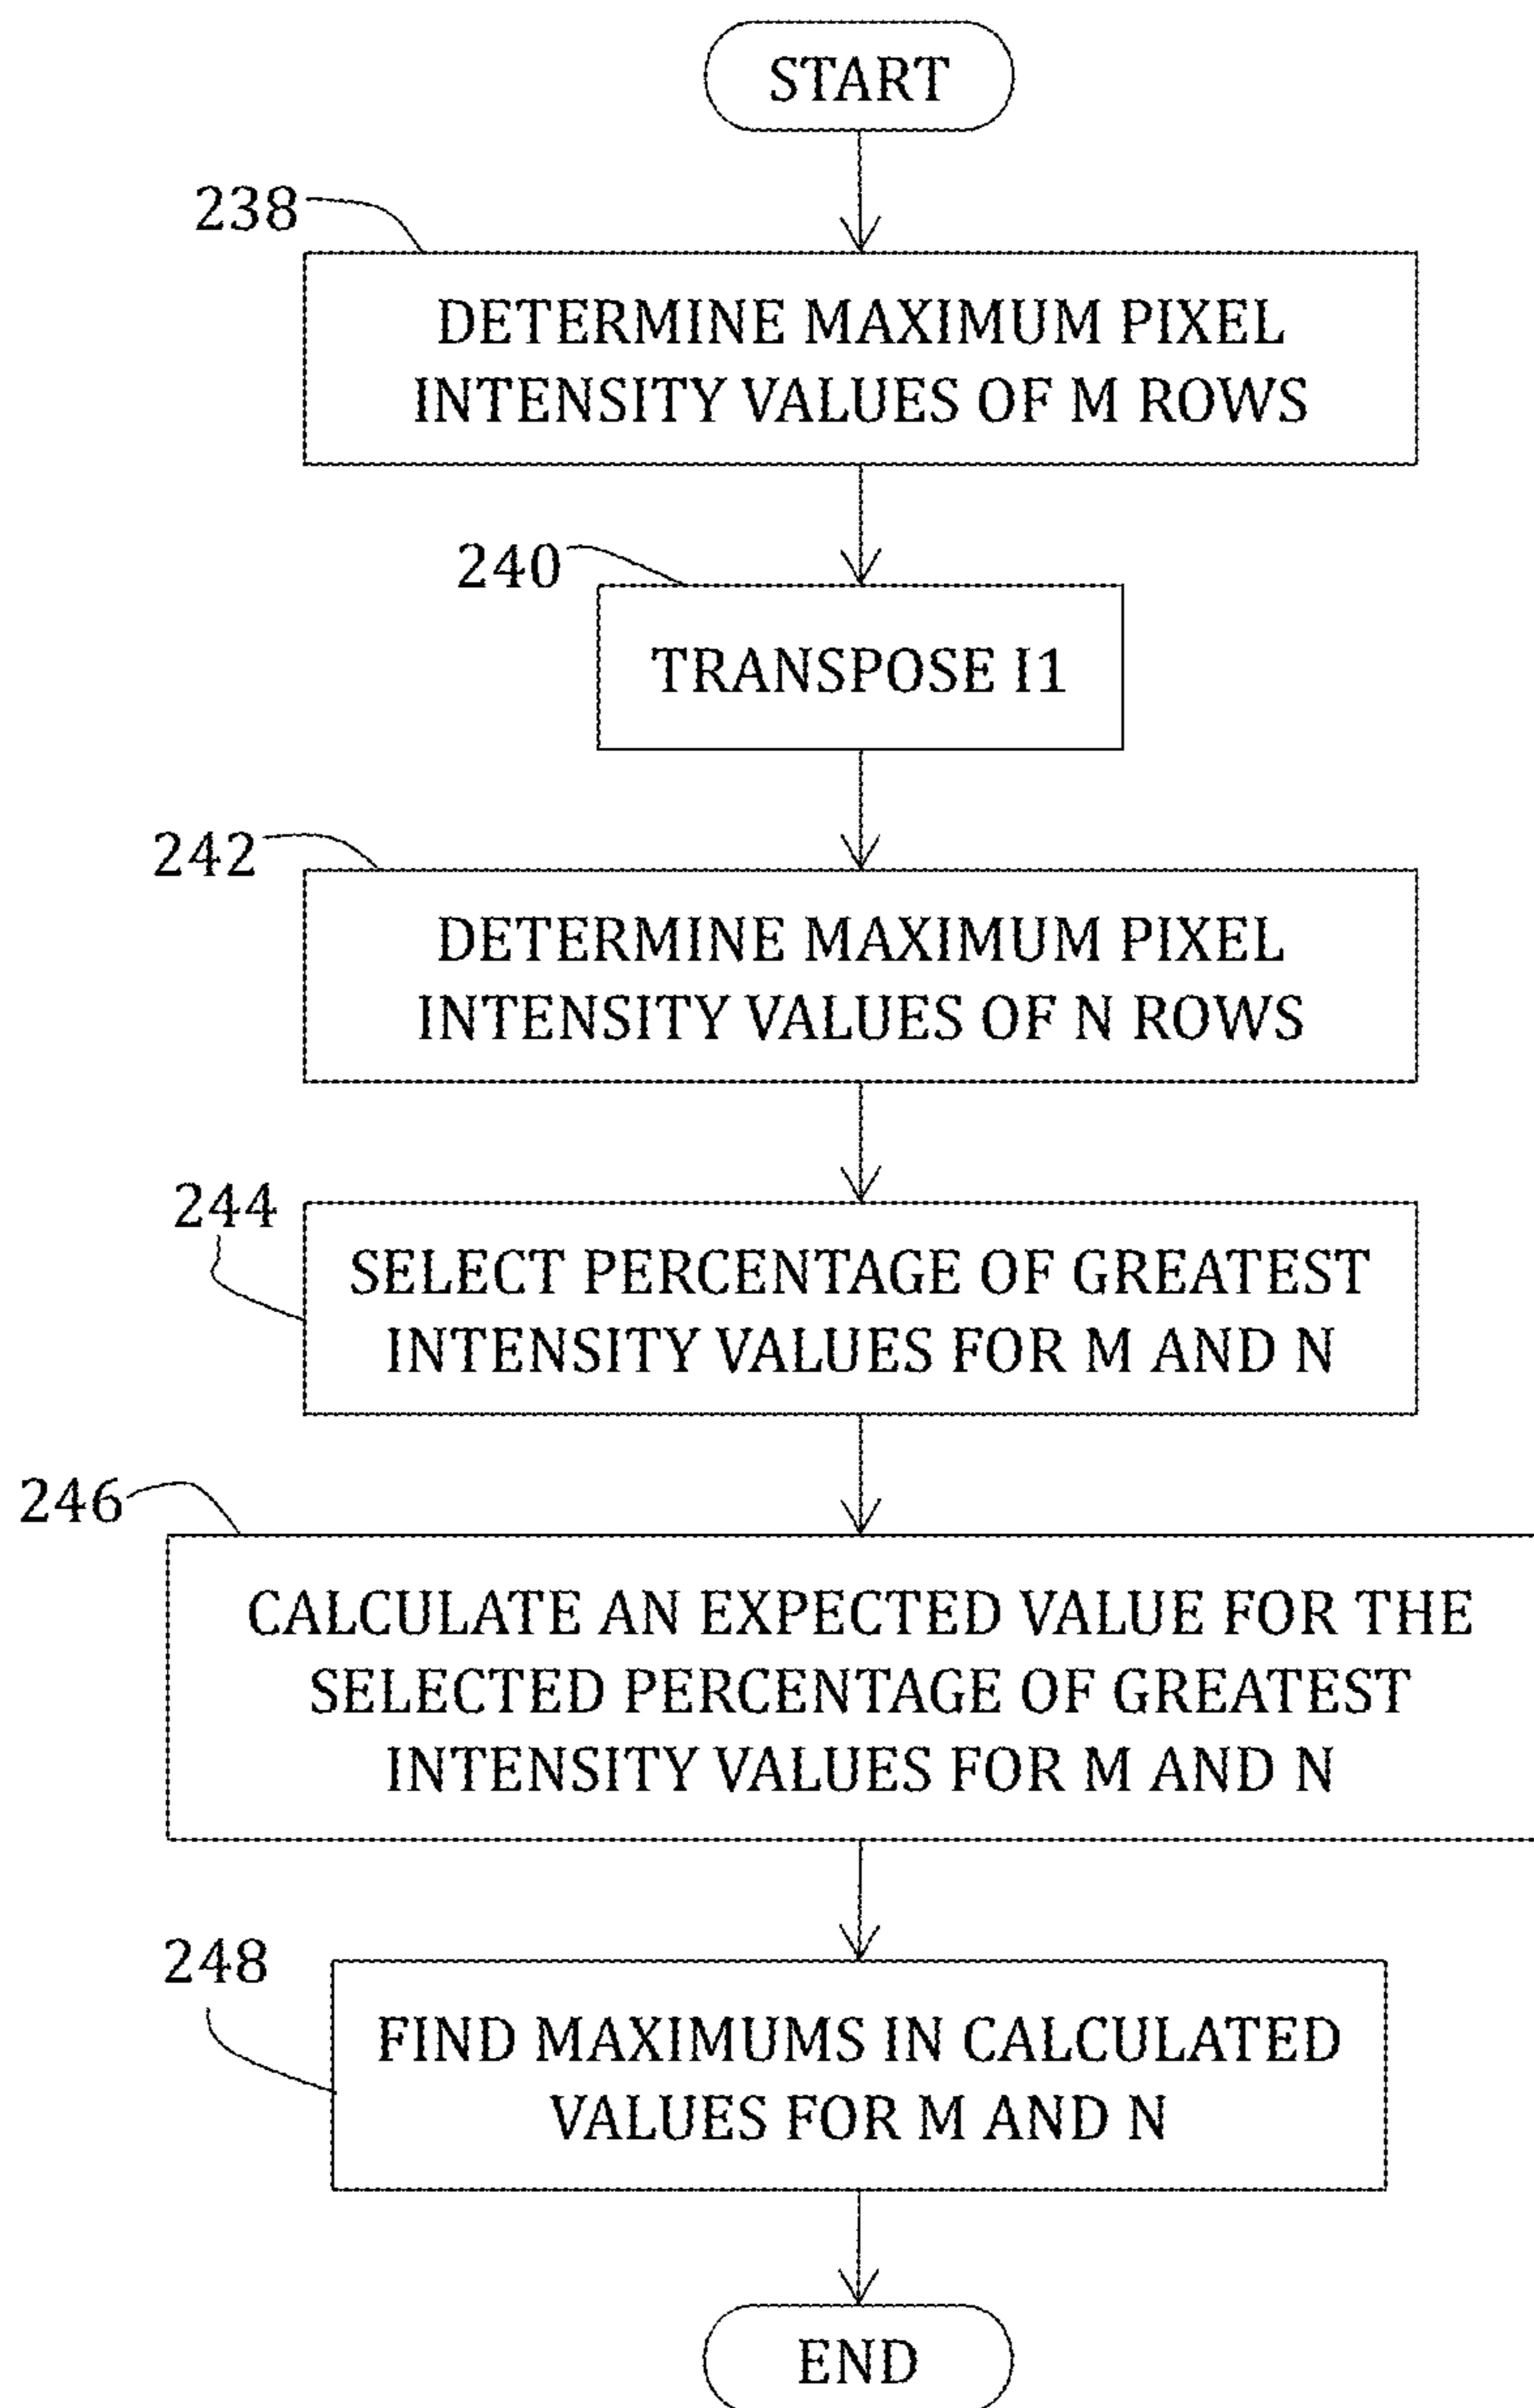 START
238
DETERMINE MAXIMUM PIXEL
INTENSITY VALUES OF M ROWS
240
TRANSPOSE I1
242
DETERMINE MAXIMUM PIXEL
INTENSITY VALUES OF N ROWS
244
SELECT PERCENTAGE OF GREATEST
INTENSITY VALUES FOR M AND N
246
CALCULATE AN EXPECTED VALUE FOR THE
SELECTED PERCENTAGE OF GREATEST
INTENSITY VALUES FOR M AND N
248
FIND MAXIMUMS IN CALCULATED
VALUES FOR M AND N
END